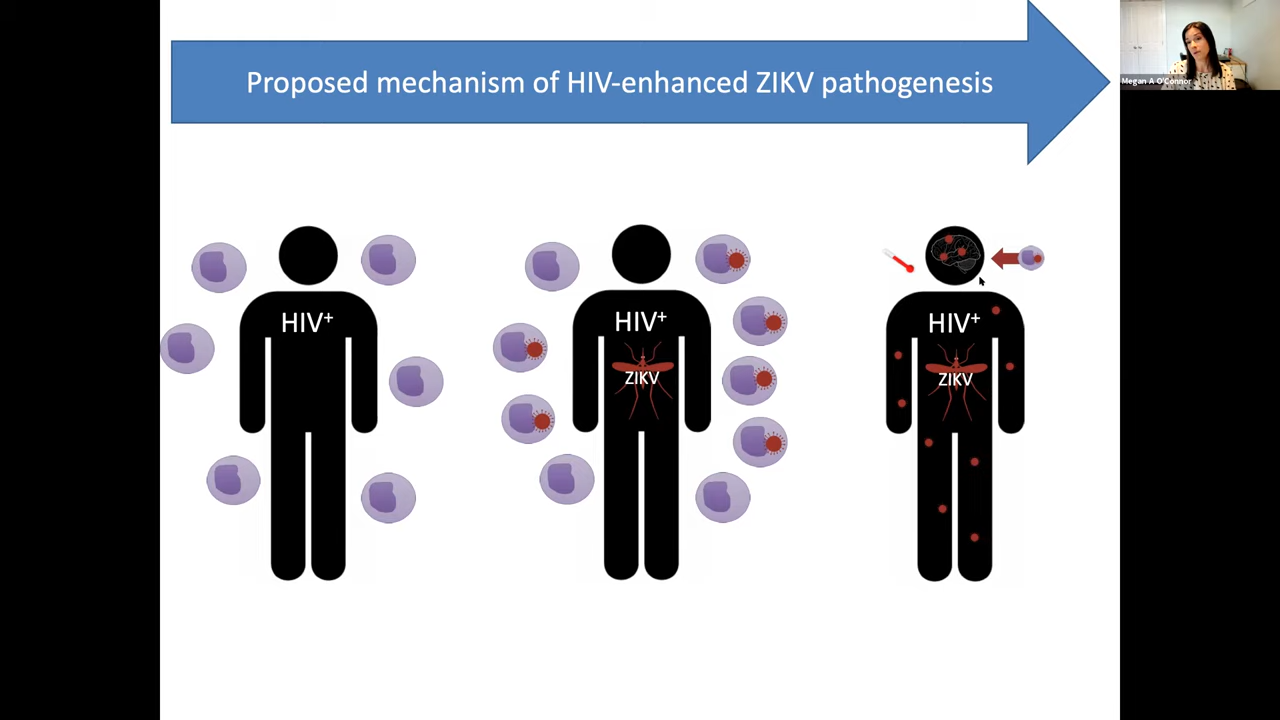 Proposed mechanism of HIV-enhanced ZIKV pathogenesis
Megan A O'Connor
HIV⁺
HIV⁺
ZIKV
HIV⁺
ZIKV